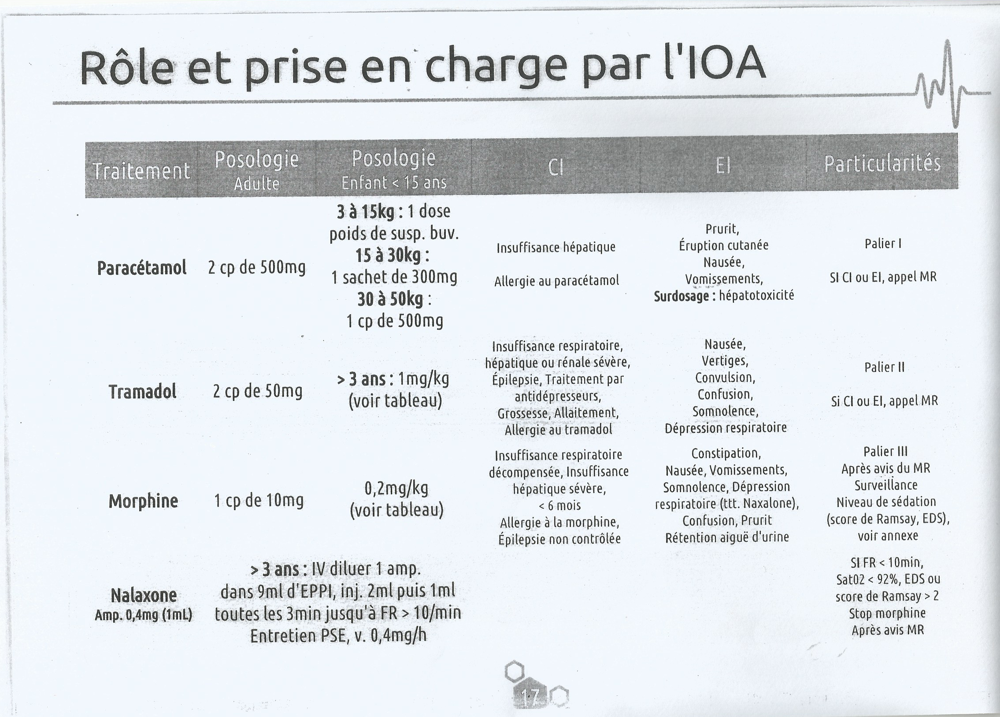 Rôle et prise en charge par l'IOA
Traitement
Posologie
Adulte
Posologie
Enfant < 15 ans
CI
EI
Particularités
Paracétamol
2 cp de 500mg
3 à 15kg : 1 dose
poids de susp. buv.
15 à 30kg :
1 sachet de 300mg
30 à 50kg :
1 cp de 500mg
Insuffisance hépatique
Allergie au paracétamol
Prurit,
Éruption cutanée
Nausée,
Vomissements,
Surdosage : hépatotoxicité
Palier I
SI CI ou EI, appel MR
Tramadol
2 cp de 50mg
> 3 ans : 1mg/kg
(voir tableau)
Insuffisance respiratoire,
hépatique ou rénale sévère,
Épilepsie, Traitement par
antidépresseurs,
Grossesse, Allaitement,
Allergie au tramadol
Nausée,
Vertiges,
Convulsion,
Confusion,
Somnolence,
Dépression respiratoire
Palier II
Si CI ou EI, appel MR
Morphine
1 cp de 10mg
0,2mg/kg
(voir tableau)
Insuffisance respiratoire
décompensée, Insuffisance
hépatique sévère,
< 6 mois
Allergie à la morphine,
Épilepsie non contrôlée
Constipation,
Nausée, Vomissements,
Somnolence, Dépression
respiratoire (ttt. Naxalone),
Confusion, Prurit
Rétention aiguë d'urine
Palier III
Après avis du MR
Surveillance
Niveau de sédation
(score de Ramsay, EDS),
voir annexe
Nalaxone
Amp. 0,4mg (1mL)
> 3 ans : IV diluer 1 amp.
dans 9ml d'EPPI, inj. 2ml puis 1ml
toutes les 3min jusqu'à FR > 10/min
Entretien PSE, v. 0,4mg/h
SI FR < 10min,
Sat02 < 92%, EDS ou
score de Ramsay > 2
Stop morphine
Après avis MR
17